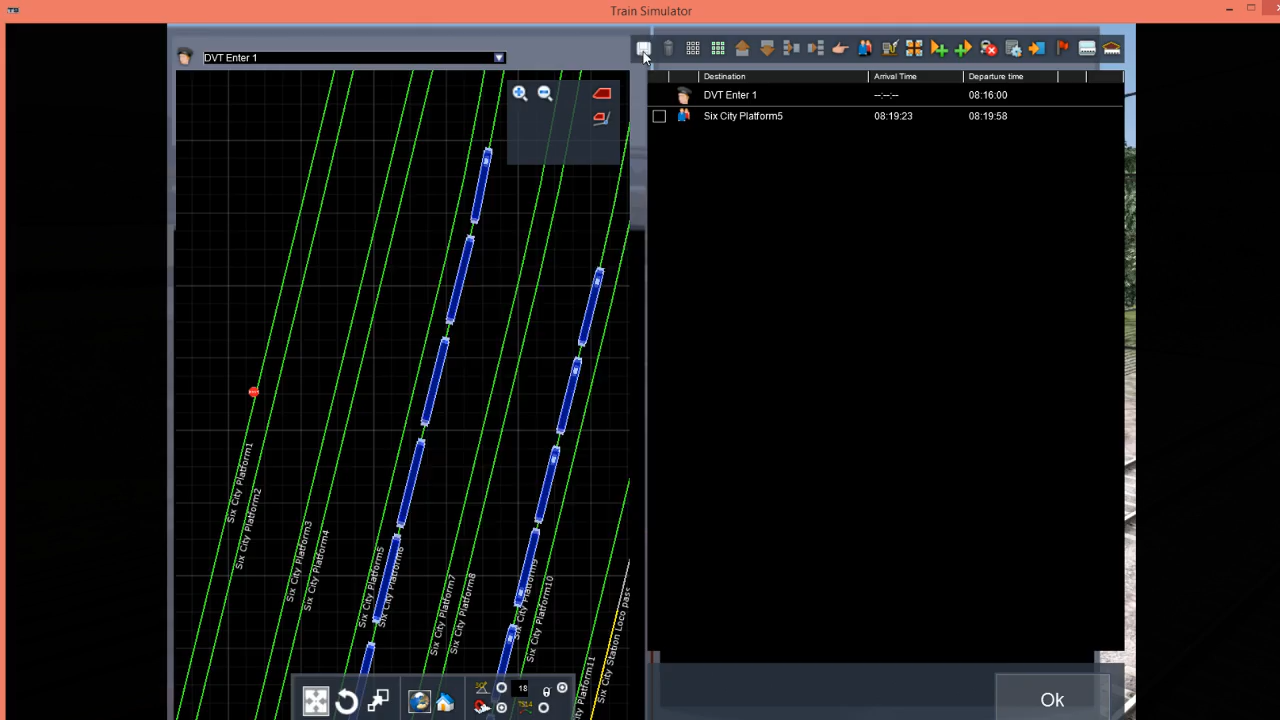 Train Simulator
DVT Enter 1
Destination Arrival Time Departure time
DVT Enter 1 --:--:-- 08:16:00
Six City Platform5 08:19:23 08:19:58
Six City Platform1
Six City Platform2
Six City Platform3
Six City Platform4
Six City Platform5
Six City Platform6
Six City Platform7
Six City Platform8
Six City Platform9
Six City Platform10
Six City Station Loco pass
18
Ok